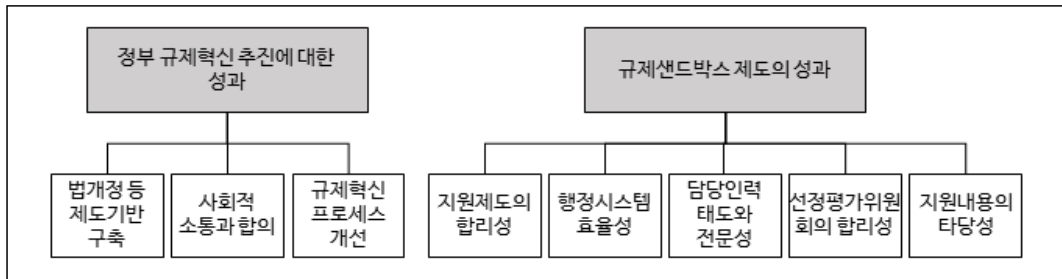 정부 규제혁신 추진에 대한
성과
규제샌드박스 제도의 성과
법개정 등
제도기반
구축
사회적
소통과 합의
규제혁신
프로세스
개선
지원제도의
합리성
행정시스템
효율성
담당인력
태도와
전문성
선정평가위원
회의 합리성
지원내용의
타당성